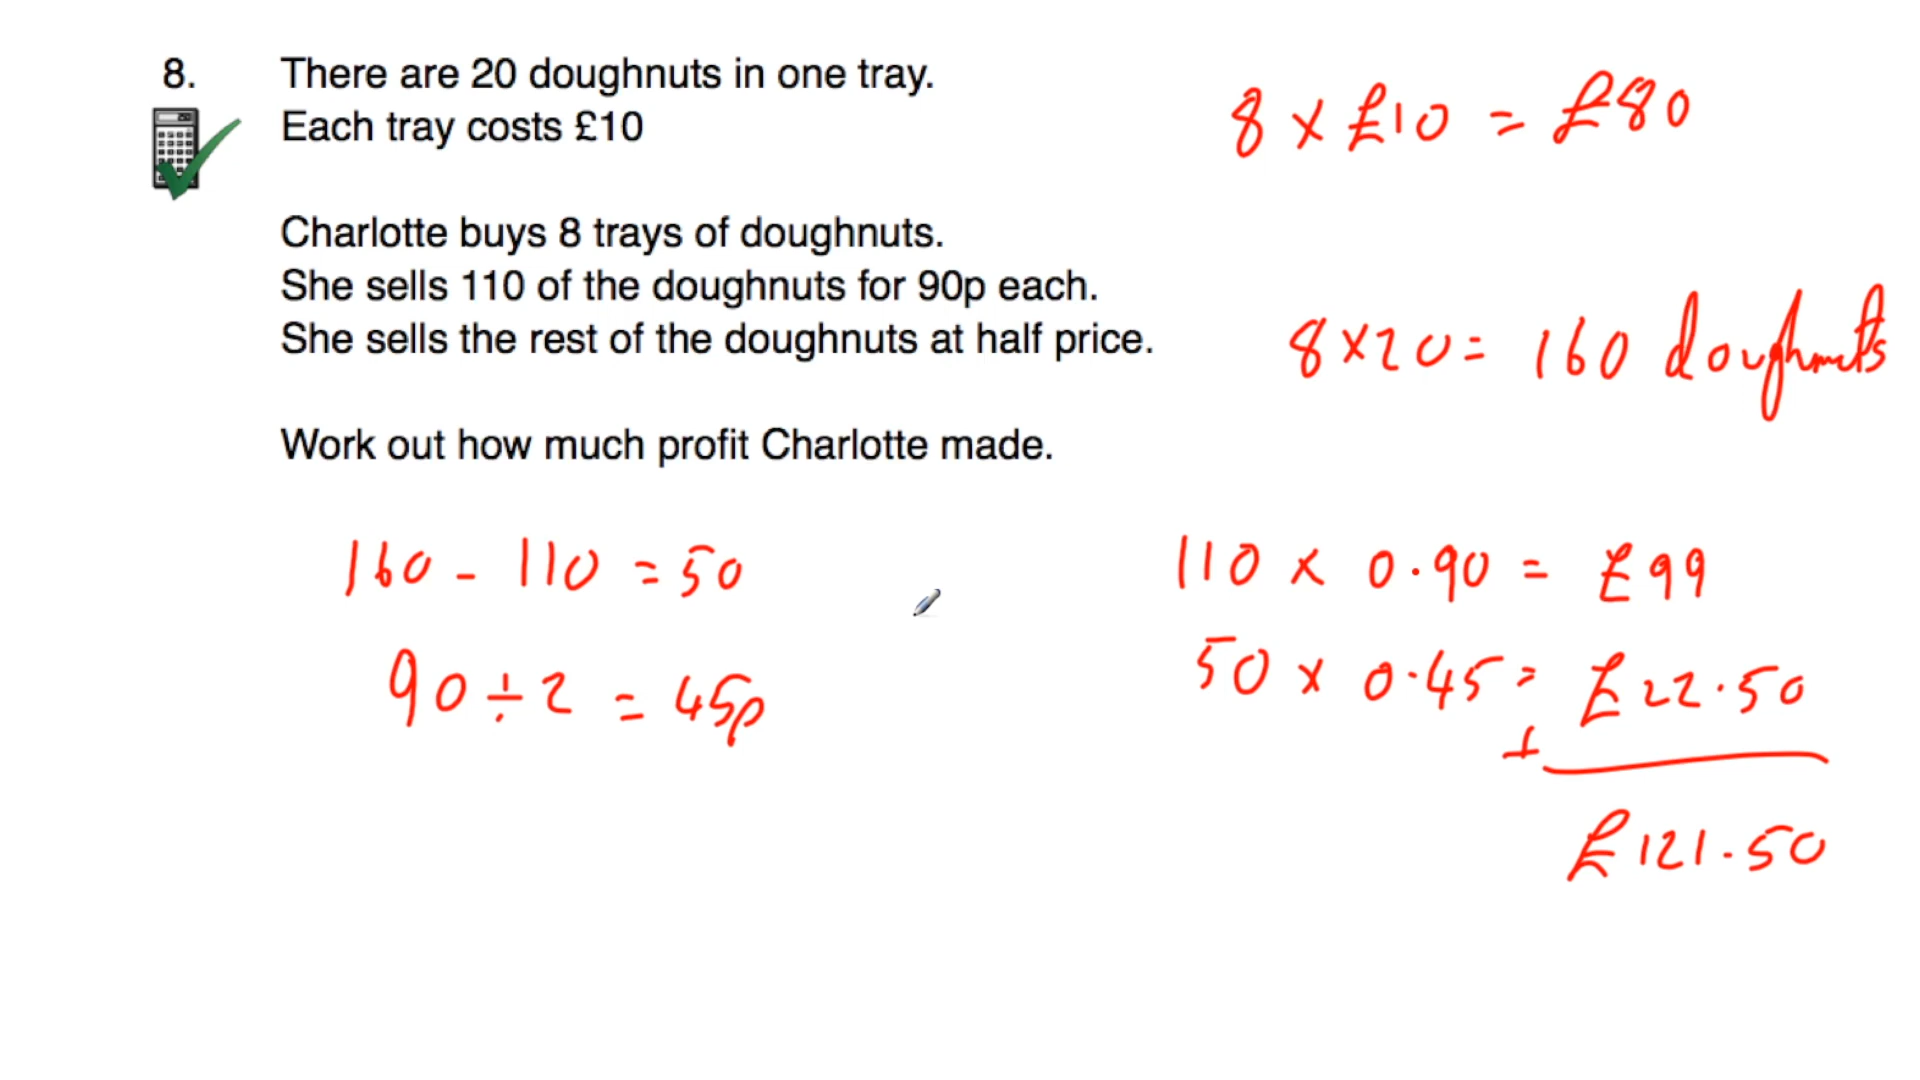 8. There are 20 doughnuts in one tray.
Each tray costs £10
8 × £10 = £80
Charlotte buys 8 trays of doughnuts.
She sells 110 of the doughnuts for 90p each.
She sells the rest of the doughnuts at half price.
8 × 20 = 160 doughnuts
Work out how much profit Charlotte made.
160 - 110 = 50
90 ÷ 2 = 45p
110 × 0.90 = £99
50 × 0.45 = £22.50
+
£121.50